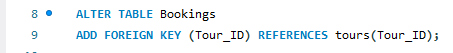 8 ALTER TABLE Bookings
9 ADD FOREIGN KEY (Tour_ID) REFERENCES tours(Tour_ID);